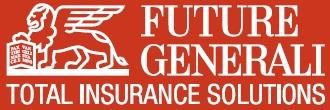 FUTURE
GENERALI
TOTAL INSURANCE SOLUTIONS